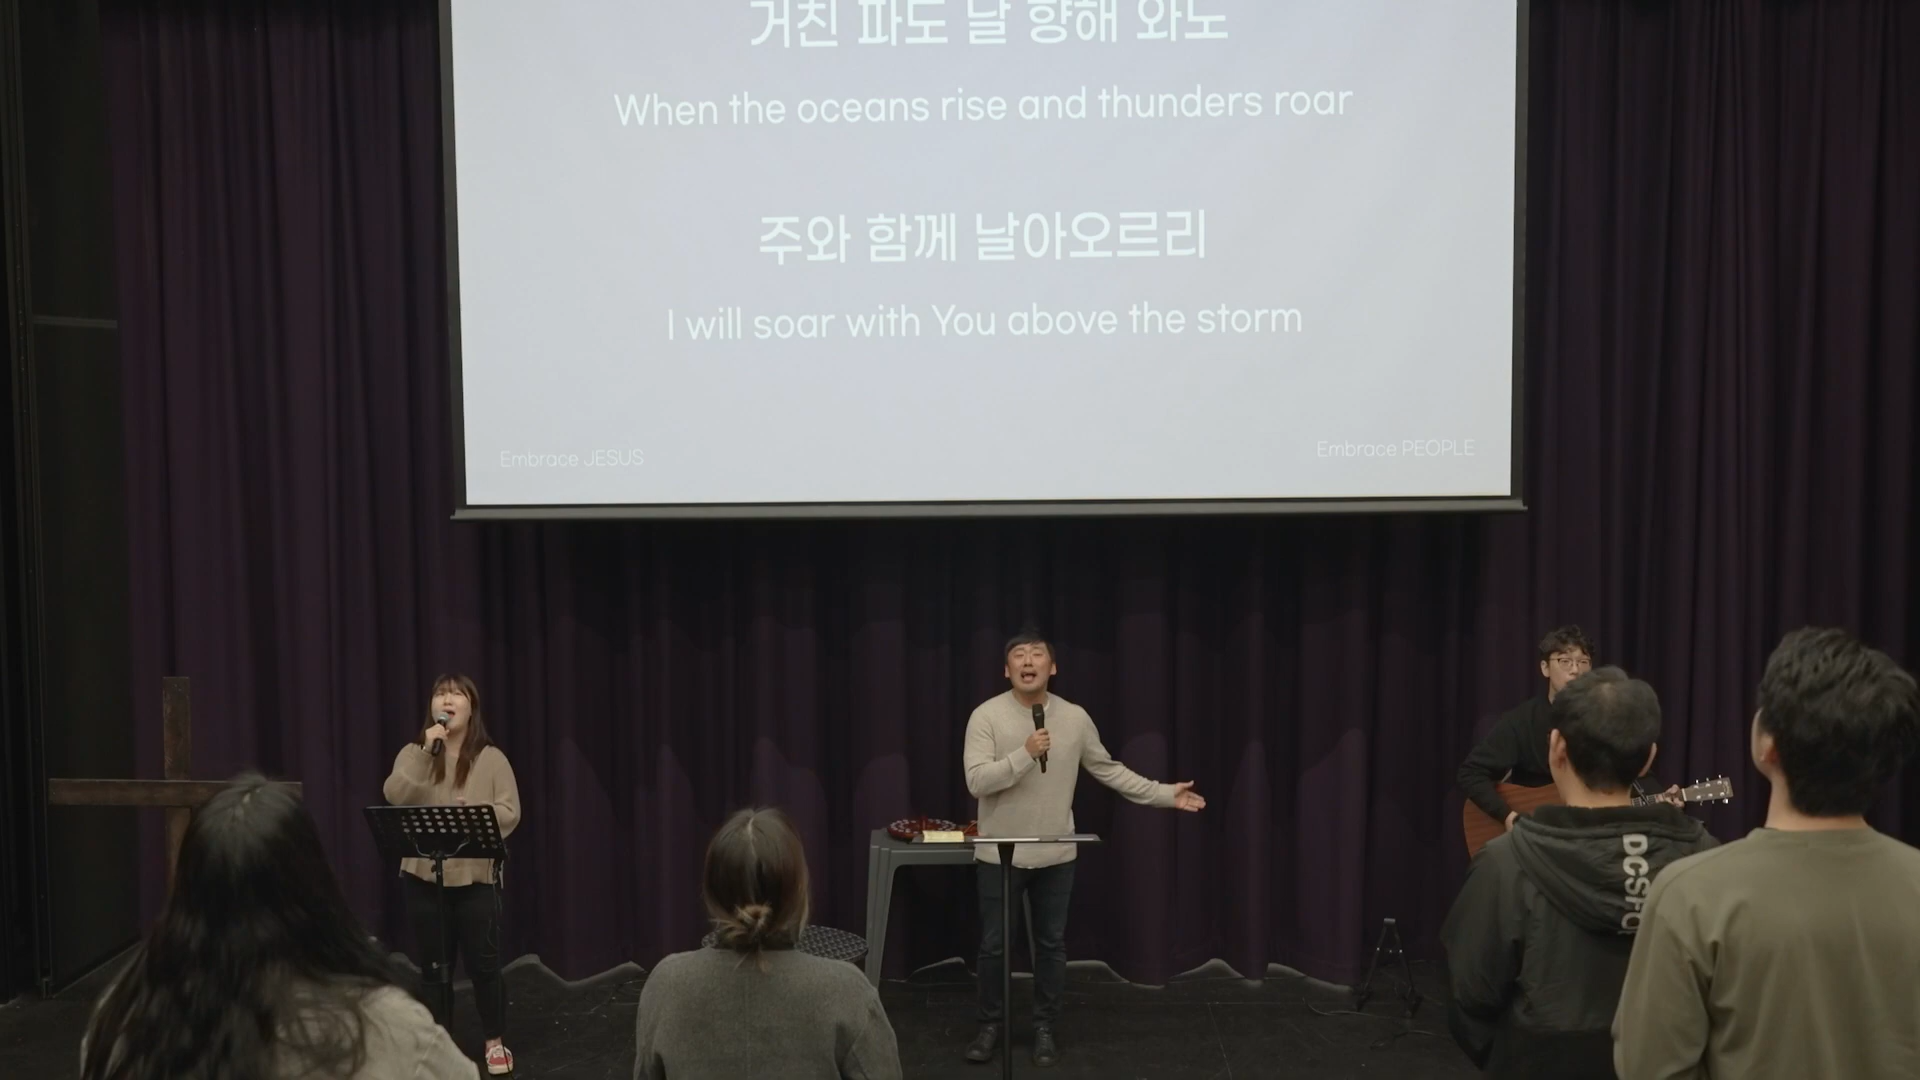 거친 파도 날 향해 와도
When the oceans rise and thunders roar
주와 함께 날아오르리
I will soar with You above the storm
Embrace JESUS
Embrace PEOPLE